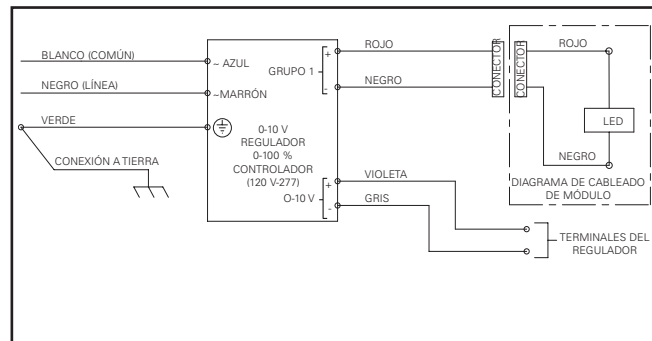 BLANCO (COMÚN)
~ AZUL
NEGRO (LÍNEA)
~MARRÓN
VERDE
CONEXIÓN A TIERRA
GRUPO 1
+
-
0-10 V
REGULADOR
0-100 %
CONTROLADOR
(120 V-277)
O-10 V
+
-
ROJO
NEGRO
CONECTOR
CONECTOR
ROJO
LED
NEGRO
DIAGRAMA DE CABLEADO
DE MÓDULO
VIOLETA
GRIS
TERMINALES DEL
REGULADOR